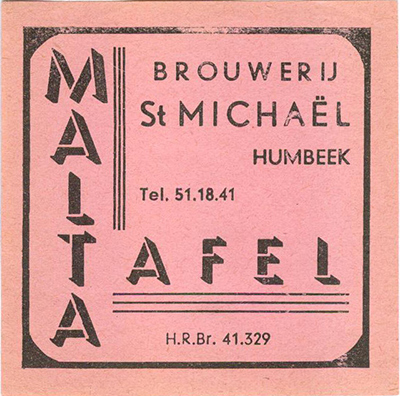 MALTA
BROUWERIJ
St MICHAËL
HUMBEEK
Tel. 51.18.41
TAFEL
H.R.Br. 41.329